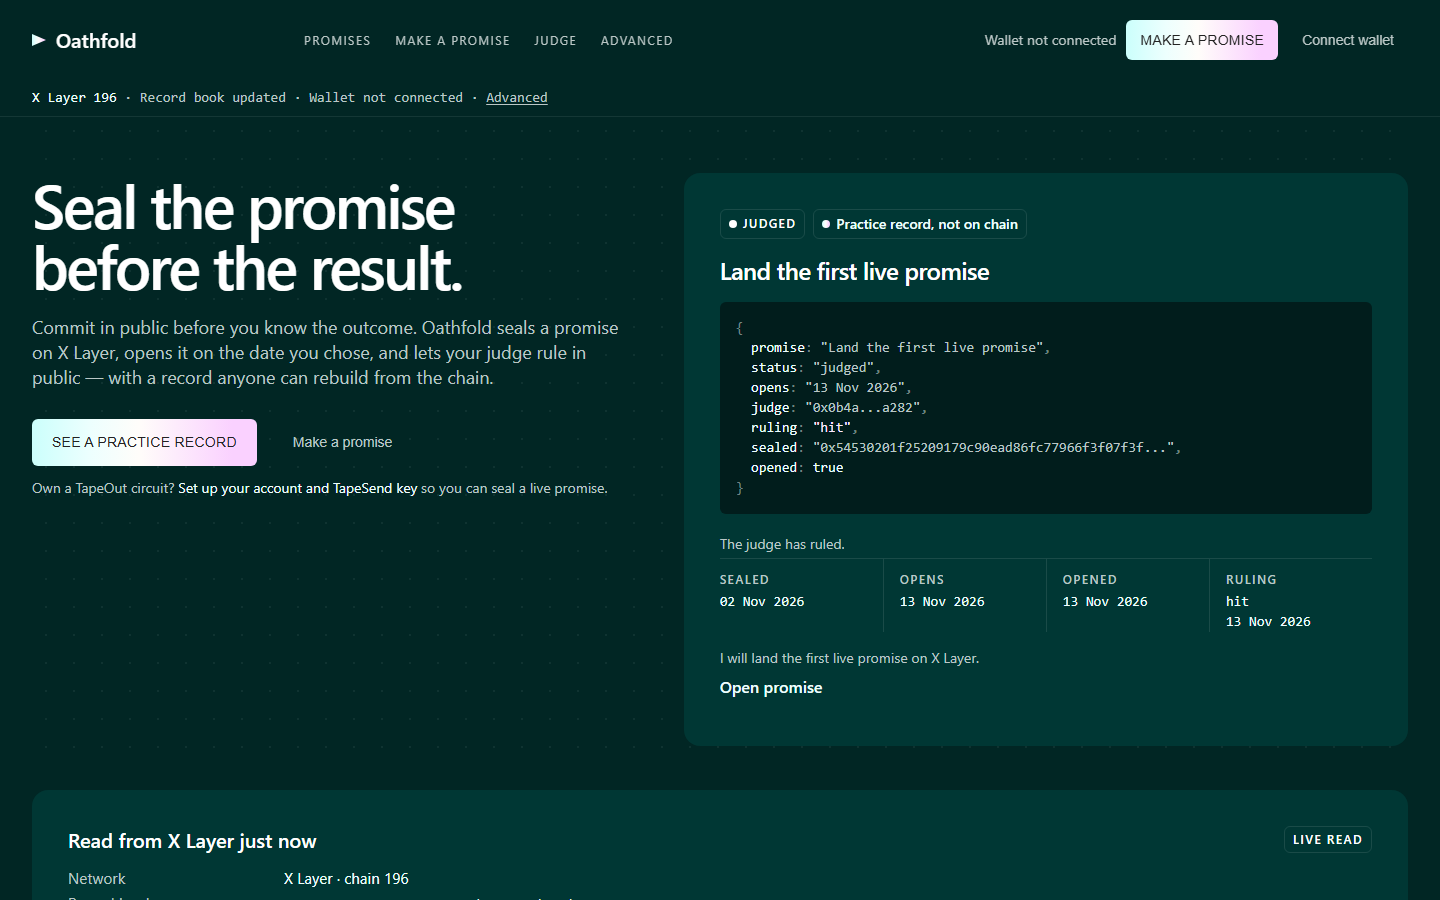 Oathfold
PROMISES MAKE A PROMISE JUDGE ADVANCED
Wallet not connected MAKE A PROMISE Connect wallet
X Layer 196 · Record book updated · Wallet not connected · Advanced
Seal the promise
before the result.
Commit in public before you know the outcome. Oathfold seals a promise
on X Layer, opens it on the date you chose, and lets your judge rule in
public — with a record anyone can rebuild from the chain.
SEE A PRACTICE RECORD Make a promise
Own a TapeOut circuit? Set up your account and TapeSend key so you can seal a live promise.
JUDGED Practice record, not on chain
Land the first live promise
{
promise: "Land the first live promise",
status: "judged",
opens: "13 Nov 2026",
judge: "0x0b4a...a282",
ruling: "hit",
sealed: "0x54530201f25209179c90ead86fc77966f3f07f3f...",
opened: true
}
The judge has ruled.
SEALED OPENS OPENED RULING
02 Nov 2026 13 Nov 2026 13 Nov 2026 hit
13 Nov 2026
I will land the first live promise on X Layer.
Open promise
Read from X Layer just now LIVE READ
Network X Layer · chain 196